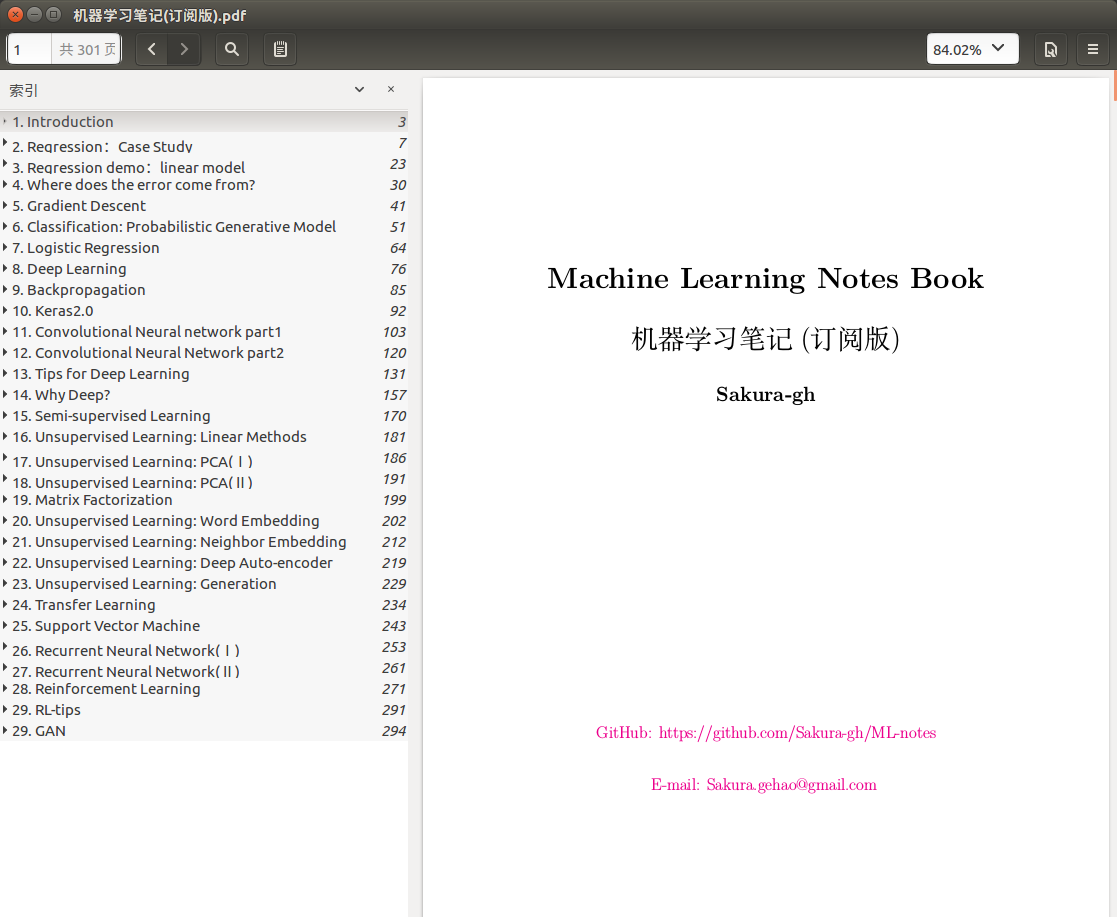 机器学习笔记(订阅版).pdf
1 共 301 页 84.02%
索引
1. Introduction 3
2. Regression：Case Study 7
3. Regression demo：linear model 23
4. Where does the error come from? 30
5. Gradient Descent 41
6. Classification: Probabilistic Generative Model 51
7. Logistic Regression 64
8. Deep Learning 76
9. Backpropagation 85
10. Keras2.0 92
11. Convolutional Neural network part1 103
12. Convolutional Neural Network part2 120
13. Tips for Deep Learning 131
14. Why Deep? 157
15. Semi-supervised Learning 170
16. Unsupervised Learning: Linear Methods 181
17. Unsupervised Learning: PCA(Ⅰ) 186
18. Unsupervised Learning: PCA(Ⅱ) 191
19. Matrix Factorization 199
20. Unsupervised Learning: Word Embedding 202
21. Unsupervised Learning: Neighbor Embedding 212
22. Unsupervised Learning: Deep Auto-encoder 219
23. Unsupervised Learning: Generation 229
24. Transfer Learning 234
25. Support Vector Machine 243
26. Recurrent Neural Network(Ⅰ) 253
27. Recurrent Neural Network(Ⅱ) 261
28. Reinforcement Learning 271
29. RL-tips 291
29. GAN 294
Machine Learning Notes Book
机器学习笔记 (订阅版)
Sakura-gh
GitHub: https://github.com/Sakura-gh/ML-notes
E-mail: Sakura.gehao@gmail.com